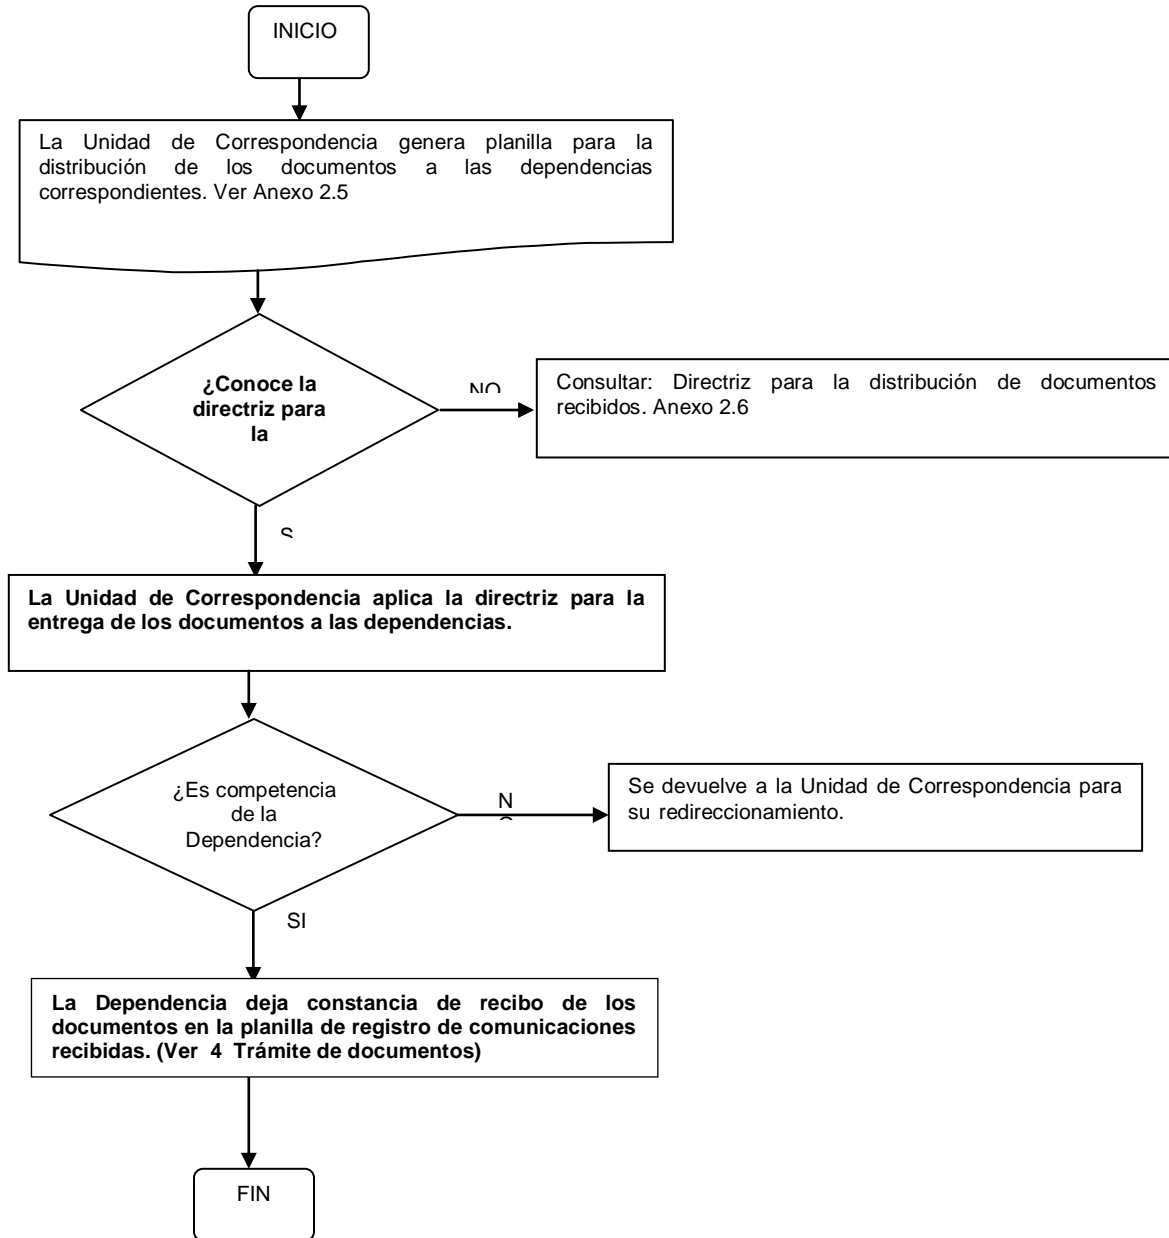 INICIO
La Unidad de Correspondencia genera planilla para la
distribución de los documentos a las dependencias
correspondientes. Ver Anexo 2.5
¿Conoce la
directriz para
la
NO
Consultar: Directriz para la distribución de documentos
recibidos. Anexo 2.6
S
La Unidad de Correspondencia aplica la directriz para la
entrega de los documentos a las dependencias.
¿Es competencia
de la
Dependencia?
N
Se devuelve a la Unidad de Correspondencia para
su redireccionamiento.
SI
La Dependencia deja constancia de recibo de los
documentos en la planilla de registro de comunicaciones
recibidas. (Ver 4 Trámite de documentos)
FIN